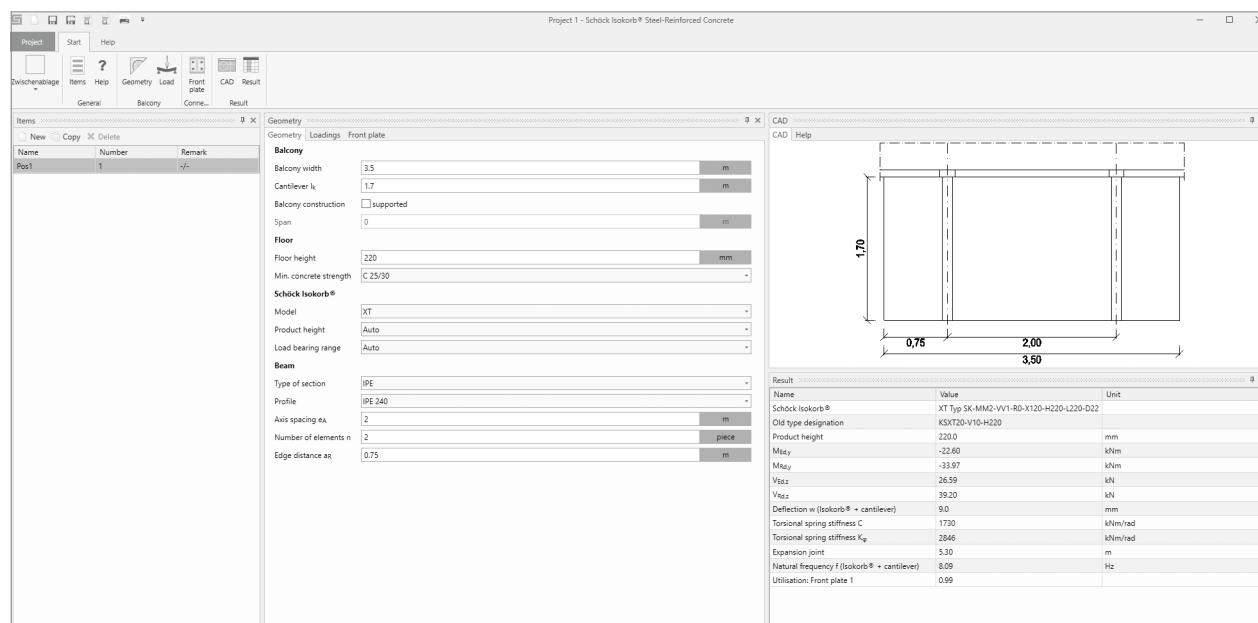 Project 1 - Schöck Isokorb® Steel-Reinforced Concrete
Project Start Help
Zwischenablage Items Help Geometry Load Front plate CAD Result
General Balcony Conne... Result
Items
New Copy Delete
Name Number Remark
Pos1 1 -/-
Geometry
Geometry Loadings Front plate
Balcony
Balcony width 3.5 m
Cantilever lk 1.7 m
Balcony construction supported
Span 0 m
Floor
Floor height 220 mm
Min. concrete strength C 25/30
Schöck Isokorb®
Model XT
Product height Auto
Load bearing range Auto
Beam
Type of section IPE
Profile IPE 240
Axis spacing eA 2 m
Number of elements n 2 piece
Edge distance aR 0.75 m
CAD
CAD Help
1,70
0,75 2,00
3,50
Result
Name Value Unit
Schöck Isokorb® XT Typ SK-MM2-VV1-R0-X120-H220-L220-D22
Old type designation KSXT20-V10-H220
Product height 220.0 mm
MEd,y -22.60 kNm
MRd,y -33.97 kNm
VEd,z 26.59 kN
VRd,z 39.20 kN
Deflection w (Isokorb® + cantilever) 9.0 mm
Torsional spring stiffness C 1730 kNm/rad
Torsional spring stiffness Kφ 2846 kNm/rad
Expansion joint 5.30 m
Natural frequency f (Isokorb® + cantilever) 8.09 Hz
Utilisation: Front plate 1 0.99